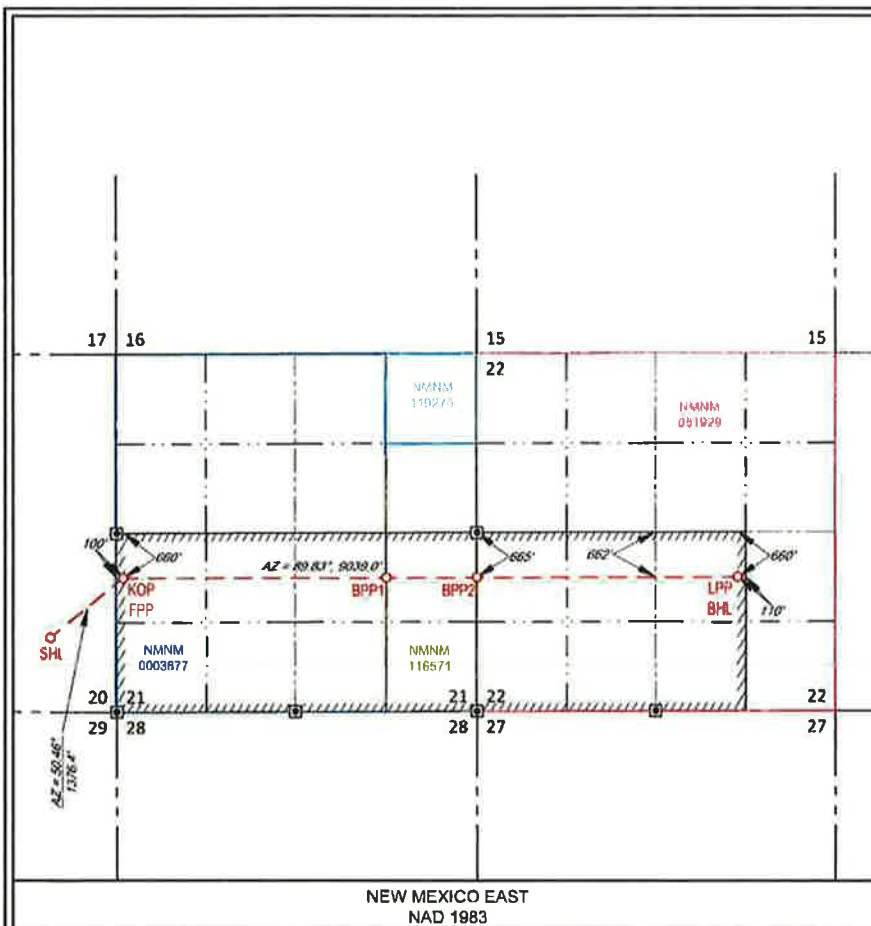 17 16
15
22
15
NMNM
NMNM
081929
100'
660'
AZ = 89.83°, 9039.0'
665'
662'
660'
KOP
FPP
BPP1
BPP2
LPP
BHL
110'
SHL
NMNM
0003677
NMNM
116571
20 21
29 28
21 22
28 27
22
27
AZ = 50.46°
1376.4'
NEW MEXICO EAST
NAD 1983